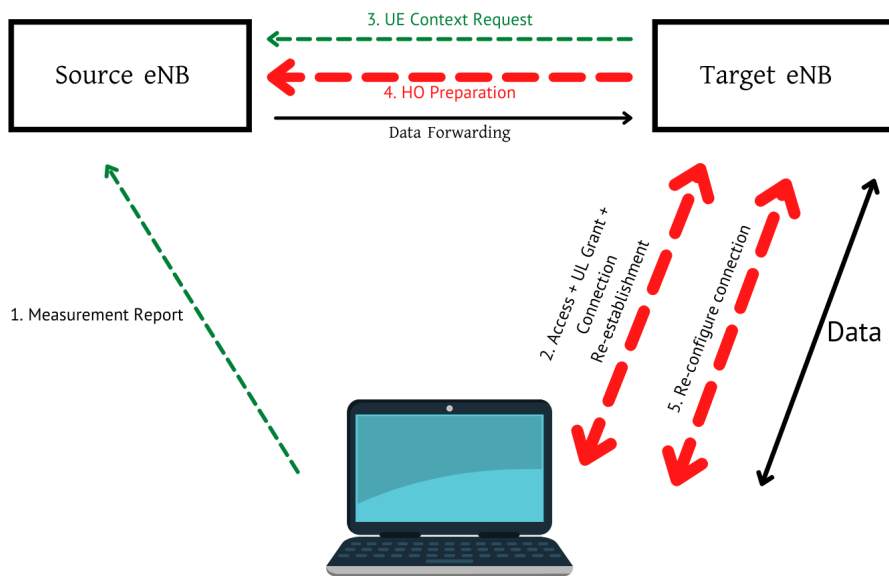 3. UE Context Request
Source eNB
Target eNB
4. HO Preparation
Data Forwarding
1. Measurement Report
2. Access + UL Grant +
Connection
Re-establishment
5. Re-configure connection
Data